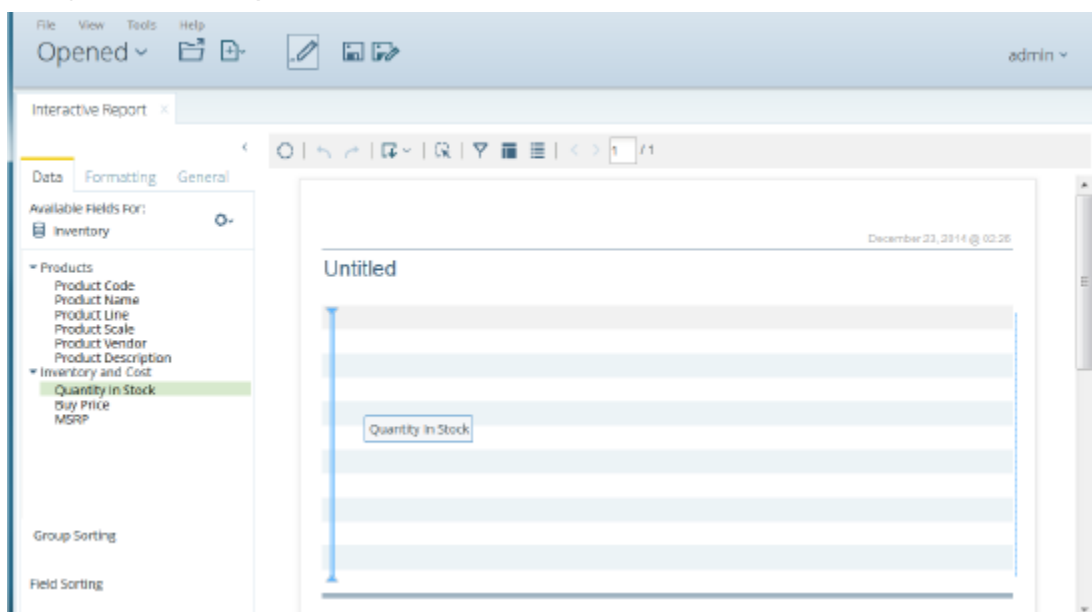 File View Tools Help
Opened
admin
Interactive Report ×
1 / 1
Data Formatting General
Available Fields For:
Inventory
December 23, 2014 @ 02:26
Untitled
Products
Product Code
Product Name
Product Line
Product Scale
Product Vendor
Product Description
Inventory and Cost
Quantity In Stock
Buy Price
MSRP
Quantity In Stock
Group Sorting
Field Sorting